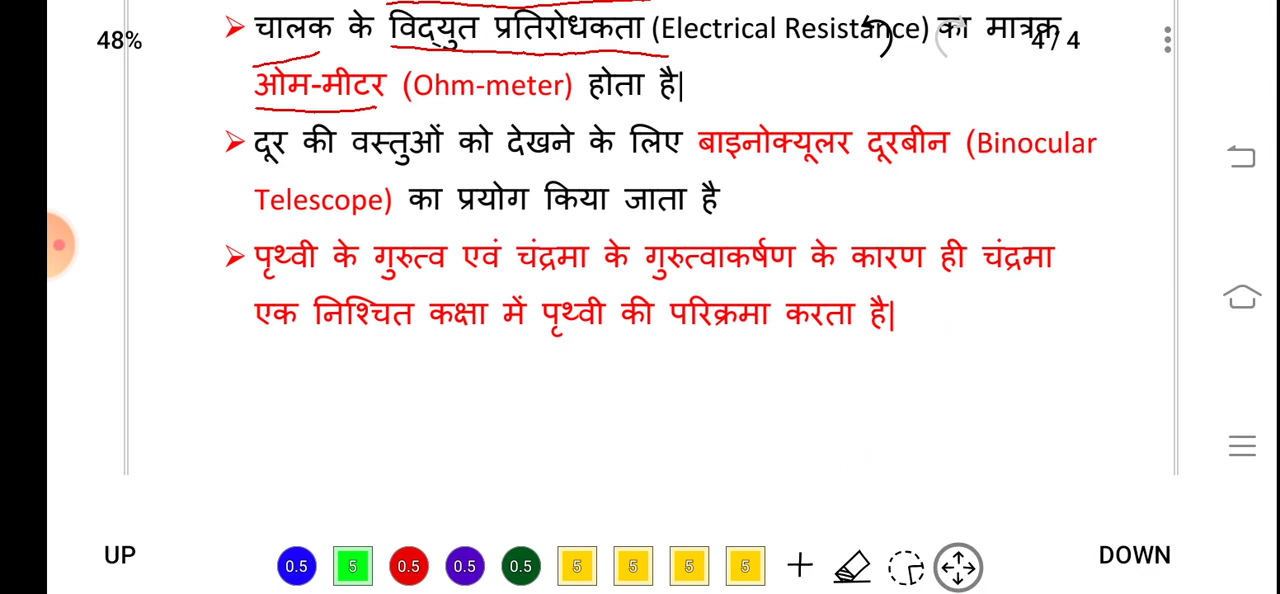 ➢ चालक के विद्युत प्रतिरोधकता (Electrical Resistance) का मात्रक
48%
4 / 4
ओम-मीटर (Ohm-meter) होता है|
➢ दूर की वस्तुओं को देखने के लिए बाइनोक्यूलर दूरबीन (Binocular
Telescope) का प्रयोग किया जाता है
➢ पृथ्वी के गुरुत्व एवं चंद्रमा के गुरुत्वाकर्षण के कारण ही चंद्रमा
एक निश्चित कक्षा में पृथ्वी की परिक्रमा करता है|
UP
0.5 5 0.5 0.5 0.5 5 5 5 5
DOWN